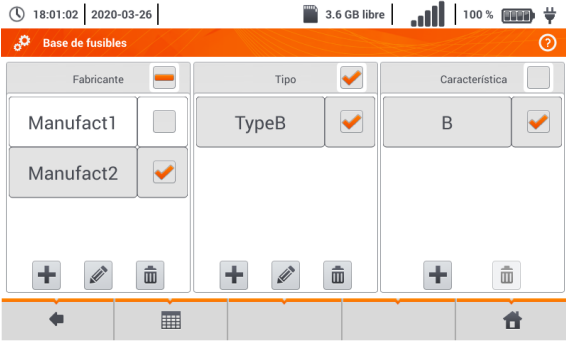 18:01:02 2020-03-26 3.6 GB libre 100 %
Base de fusibles ?
Fabricante Tipo Característica
Manufact1 TypeB B
Manufact2